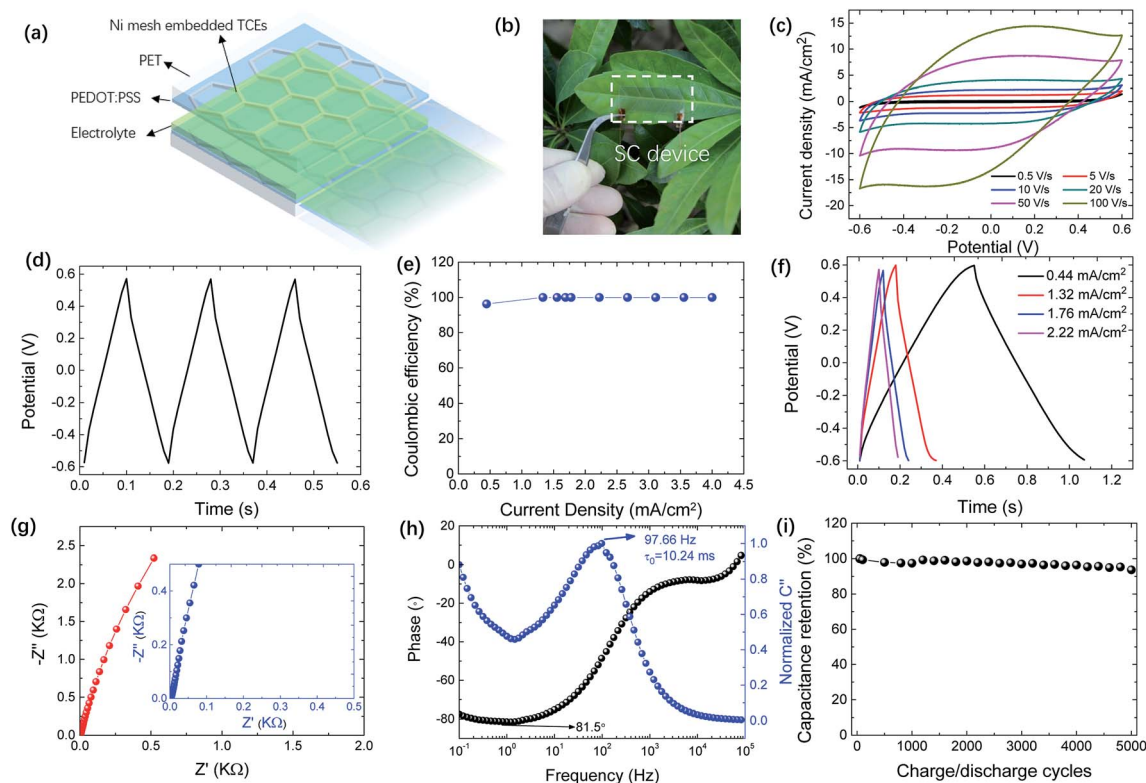 (a)
Ni mesh embedded TCEs
PET
PEDOT:PSS
Electrolyte
(b)
SC device
(c)
Current density (mA/cm²)
15
10
5
0
-5
-10
-15
-20
0.5 V/s 5 V/s
10 V/s 20 V/s
50 V/s 100 V/s
-0.6 -0.4 -0.2 0.0 0.2 0.4 0.6
Potential (V)
(d)
Potential (V)
0.6
0.4
0.2
0.0
-0.2
-0.4
-0.6
0.0 0.1 0.2 0.3 0.4 0.5 0.6
Time (s)
(e)
Coulombic efficiency (%)
120
100
80
60
40
20
0
0.0 0.5 1.0 1.5 2.0 2.5 3.0 3.5 4.0 4.5
Current Density (mA/cm²)
(f)
Potential (V)
0.6
0.4
0.2
0.0
-0.2
-0.4
-0.6
0.44 mA/cm²
1.32 mA/cm²
1.76 mA/cm²
2.22 mA/cm²
0.0 0.2 0.4 0.6 0.8 1.0 1.2
Time (s)
(g)
-Z'' (KΩ)
2.5
2.0
1.5
1.0
0.5
0.0
-Z'' (KΩ)
0.4
0.2
0.0
0.0 0.1 0.2 0.3 0.4 0.5
Z' (KΩ)
0.0 0.5 1.0 1.5 2.0
Z' (KΩ)
(h)
Phase (◦)
20
0
-20
-40
-60
-80
97.66 Hz
τ₀=10.24 ms
81.5°
1.0
0.8
0.6
0.4
0.2
0.0
Normalized C''
10⁻¹ 10⁰ 10¹ 10² 10³ 10⁴ 10⁵
Frequency (Hz)
(i)
Capacitance retention (%)
120
100
80
60
40
20
0
0 1000 2000 3000 4000 5000
Charge/discharge cycles